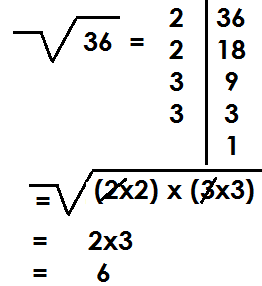 √36 = 2 | 36
2 | 18
3 | 9
3 | 3
| 1
= √(2x2) x (3x3)
= 2x3
= 6